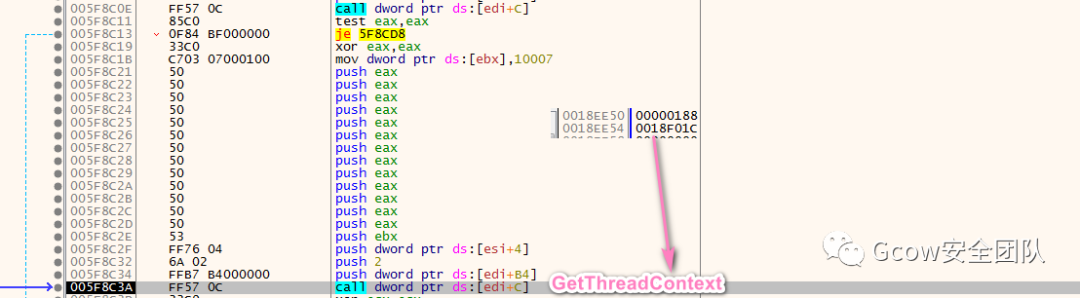 005F8C0E FF57 0C call dword ptr ds:[edi+C]
005F8C11 85C0 test eax,eax
005F8C13 0F84 BF000000 je 5F8CD8
005F8C19 33C0 xor eax,eax
005F8C1B C703 07000100 mov dword ptr ds:[ebx],10007
005F8C21 50 push eax
005F8C22 50 push eax
005F8C23 50 push eax
005F8C24 50 push eax
005F8C25 50 push eax
005F8C26 50 push eax
005F8C27 50 push eax
005F8C28 50 push eax
005F8C29 50 push eax
005F8C2A 50 push eax
005F8C2B 50 push eax
005F8C2C 50 push eax
005F8C2D 50 push eax
005F8C2E 53 push ebx
005F8C2F FF76 04 push dword ptr ds:[esi+4]
005F8C32 6A 02 push 2
005F8C34 FFB7 B4000000 push dword ptr ds:[edi+B4]
005F8C3A FF57 0C call dword ptr ds:[edi+C]
0018EE50 00000188
0018EE54 0018F01C
GetThreadContext
Gcow安全团队